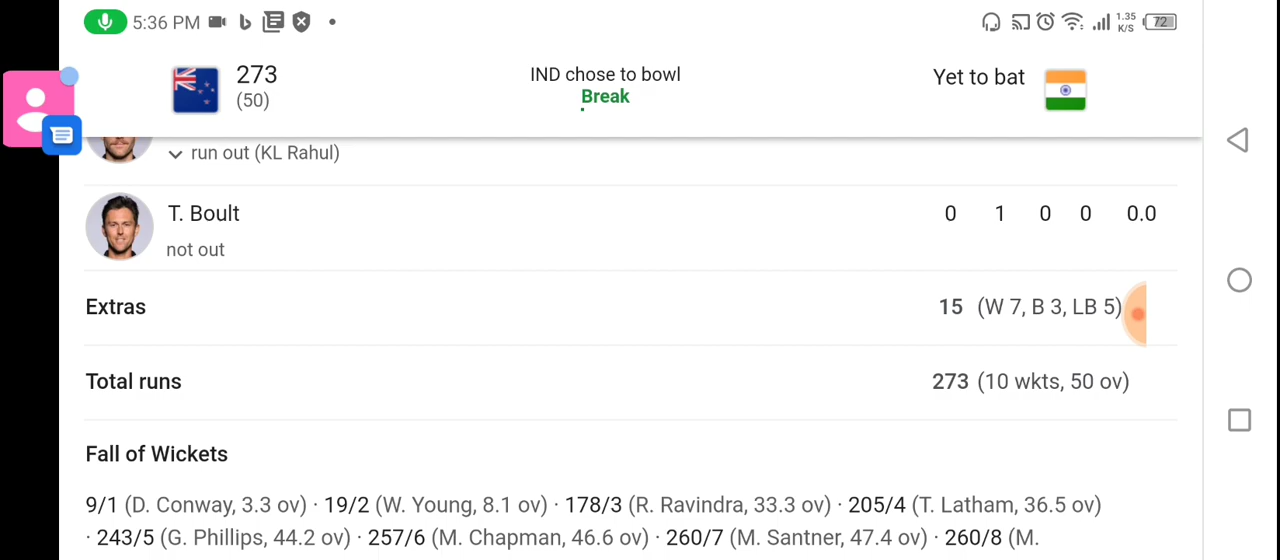 5:36 PM
1.35
K/S
72
273
(50)
IND chose to bowl
Break
Yet to bat
run out (KL Rahul)
T. Boult
0 1 0 0 0.0
not out
Extras
15 (W 7, B 3, LB 5)
Total runs
273 (10 wkts, 50 ov)
Fall of Wickets
9/1 (D. Conway, 3.3 ov) · 19/2 (W. Young, 8.1 ov) · 178/3 (R. Ravindra, 33.3 ov) · 205/4 (T. Latham, 36.5 ov)
· 243/5 (G. Phillips, 44.2 ov) · 257/6 (M. Chapman, 46.6 ov) · 260/7 (M. Santner, 47.4 ov) · 260/8 (M.